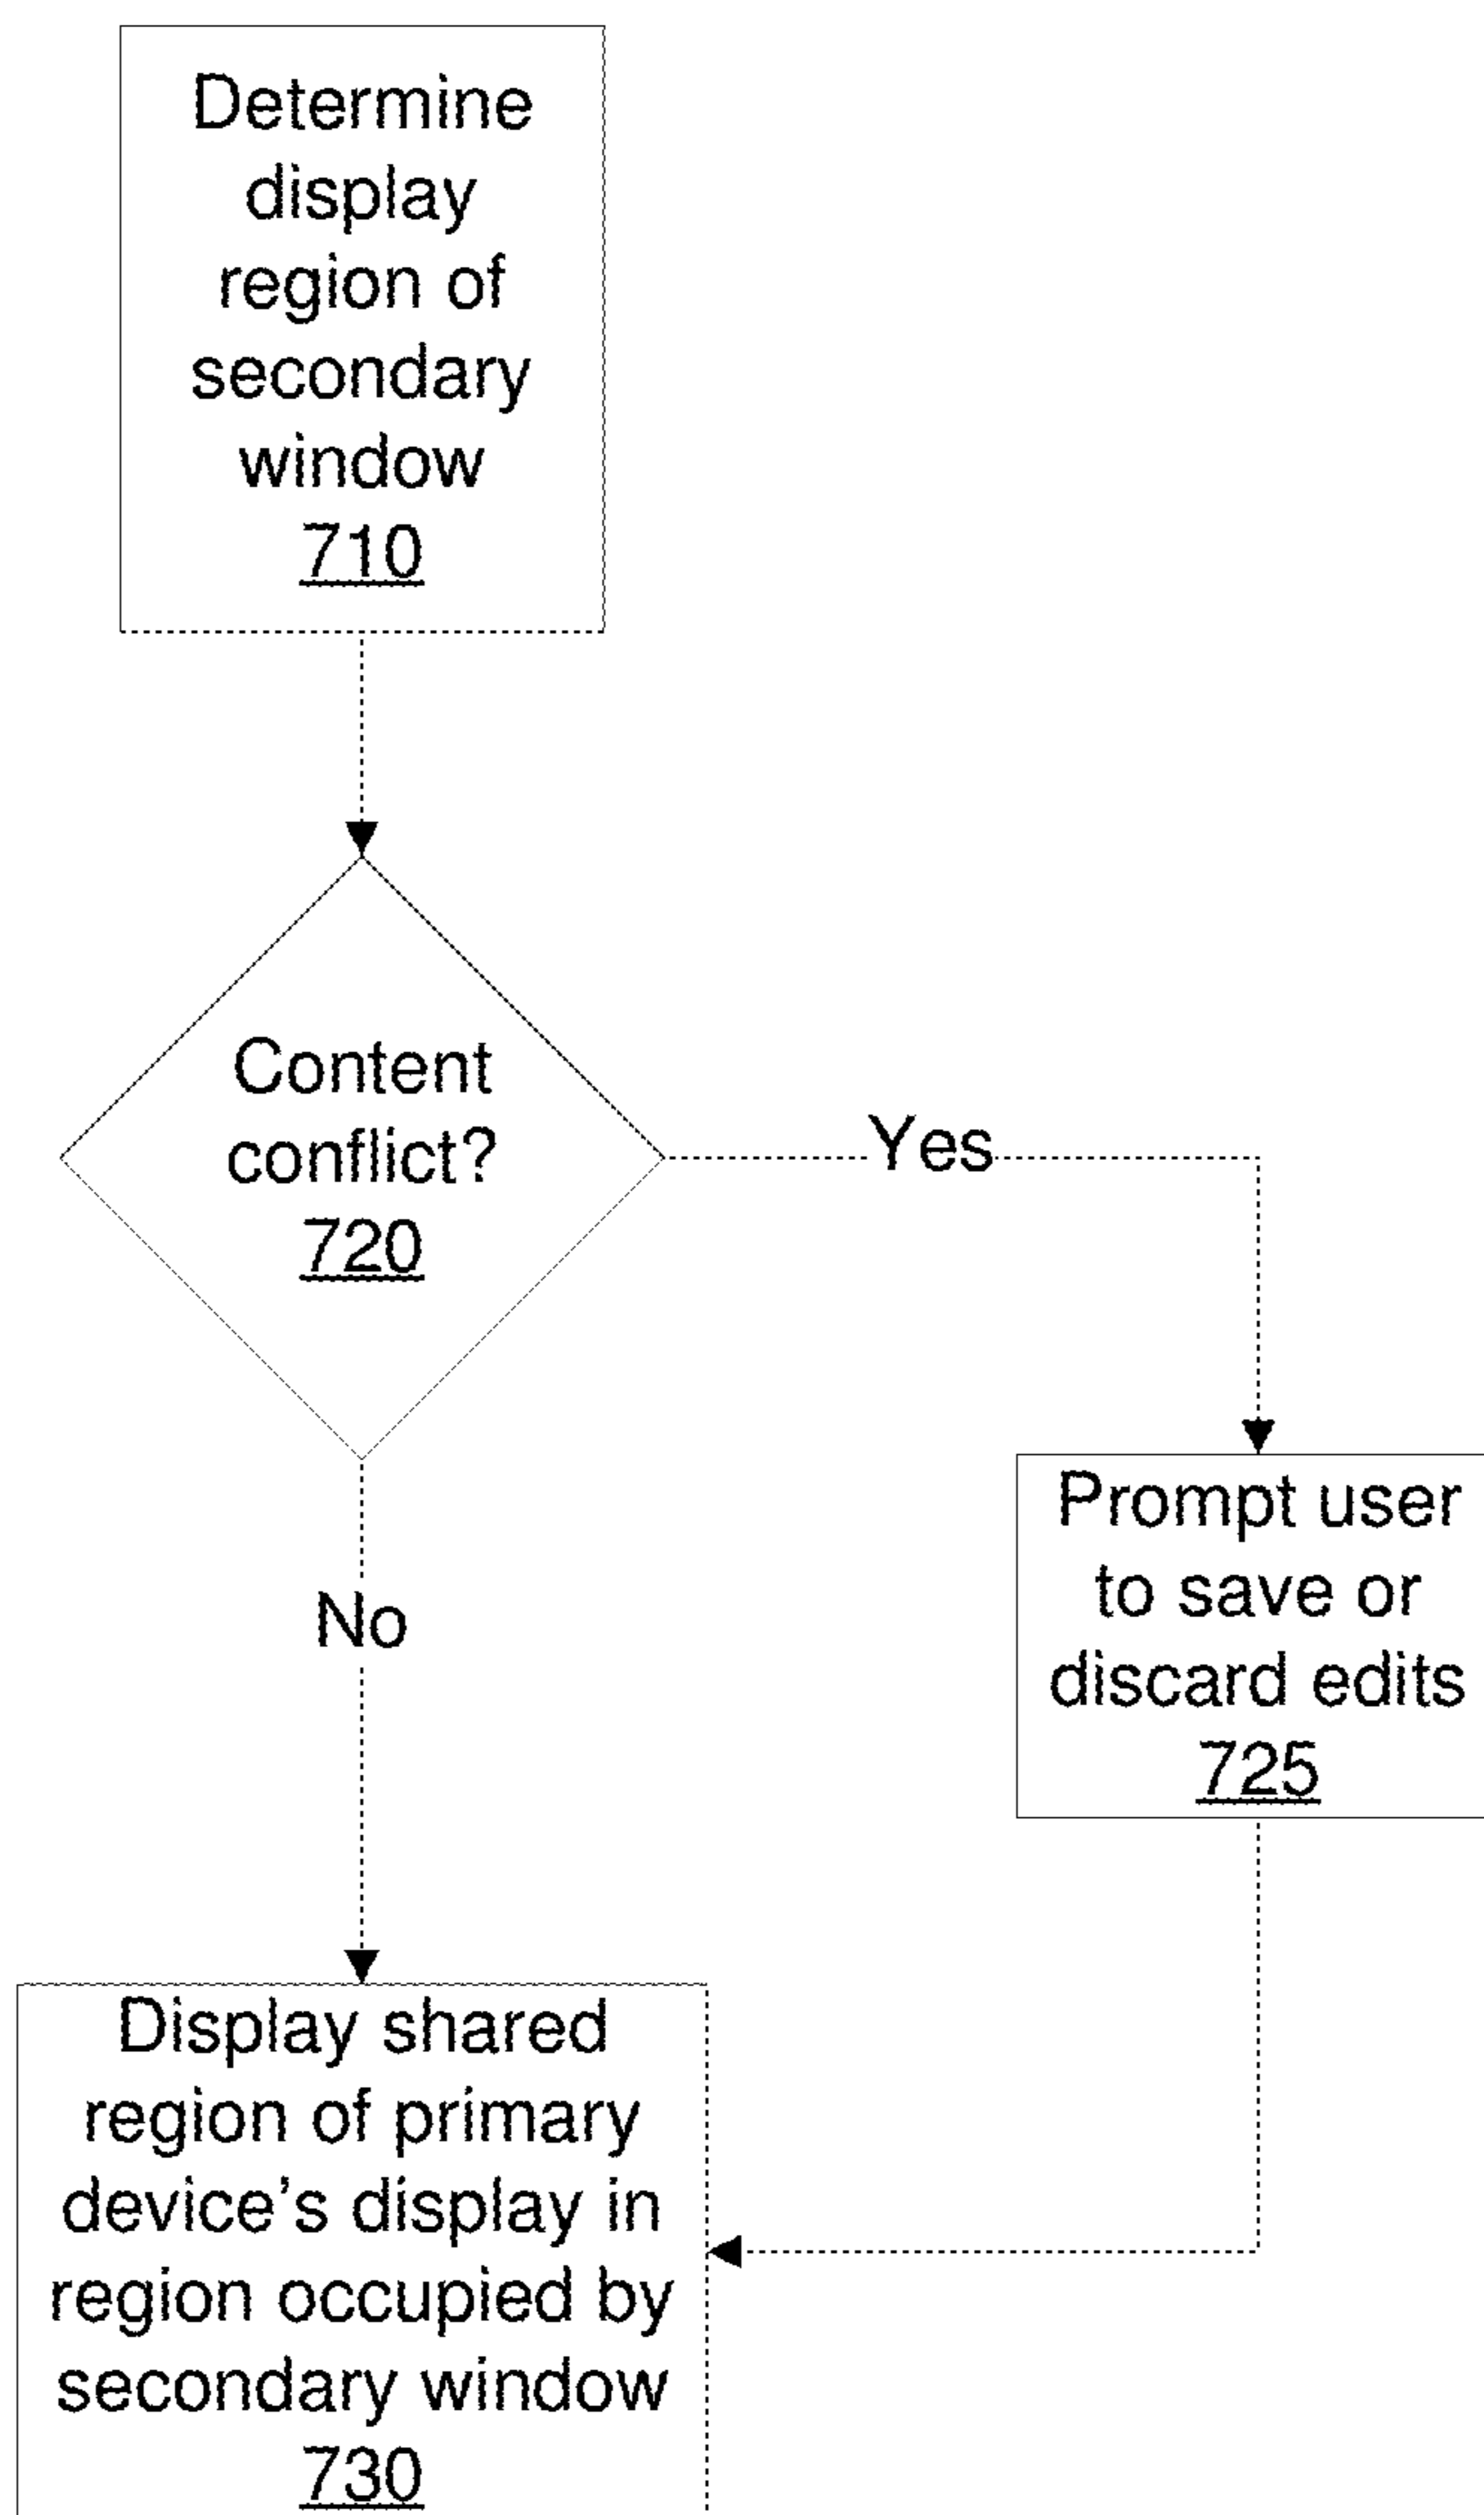 Determine
display
region of
secondary
window
710
Content
conflict?
720
Yes
No
Prompt user
to save or
discard edits
725
Display shared
region of primary
device’s display in
region occupied by
secondary window
730